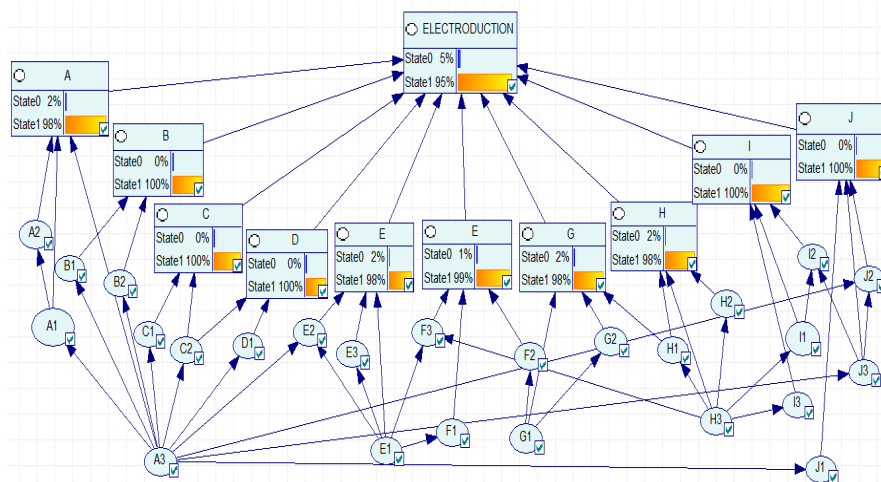 ELECTRODUCTION
State0 5%
State1 95%
A
State0 2%
State1 98%
B
State0 0%
State1 100%
C
State0 0%
State1 100%
D
State0 0%
State1 100%
E
State0 2%
State1 98%
E
State0 1%
State1 99%
G
State0 2%
State1 98%
H
State0 2%
State1 98%
I
State0 0%
State1 100%
J
State0 0%
State1 100%
A2
B1
B2
A1
C1
C2
D1
E2
E3
F3
F2
G2
H1
H2
I2
J2
I1
J3
I3
H3
A3
E1
F1
G1
J1